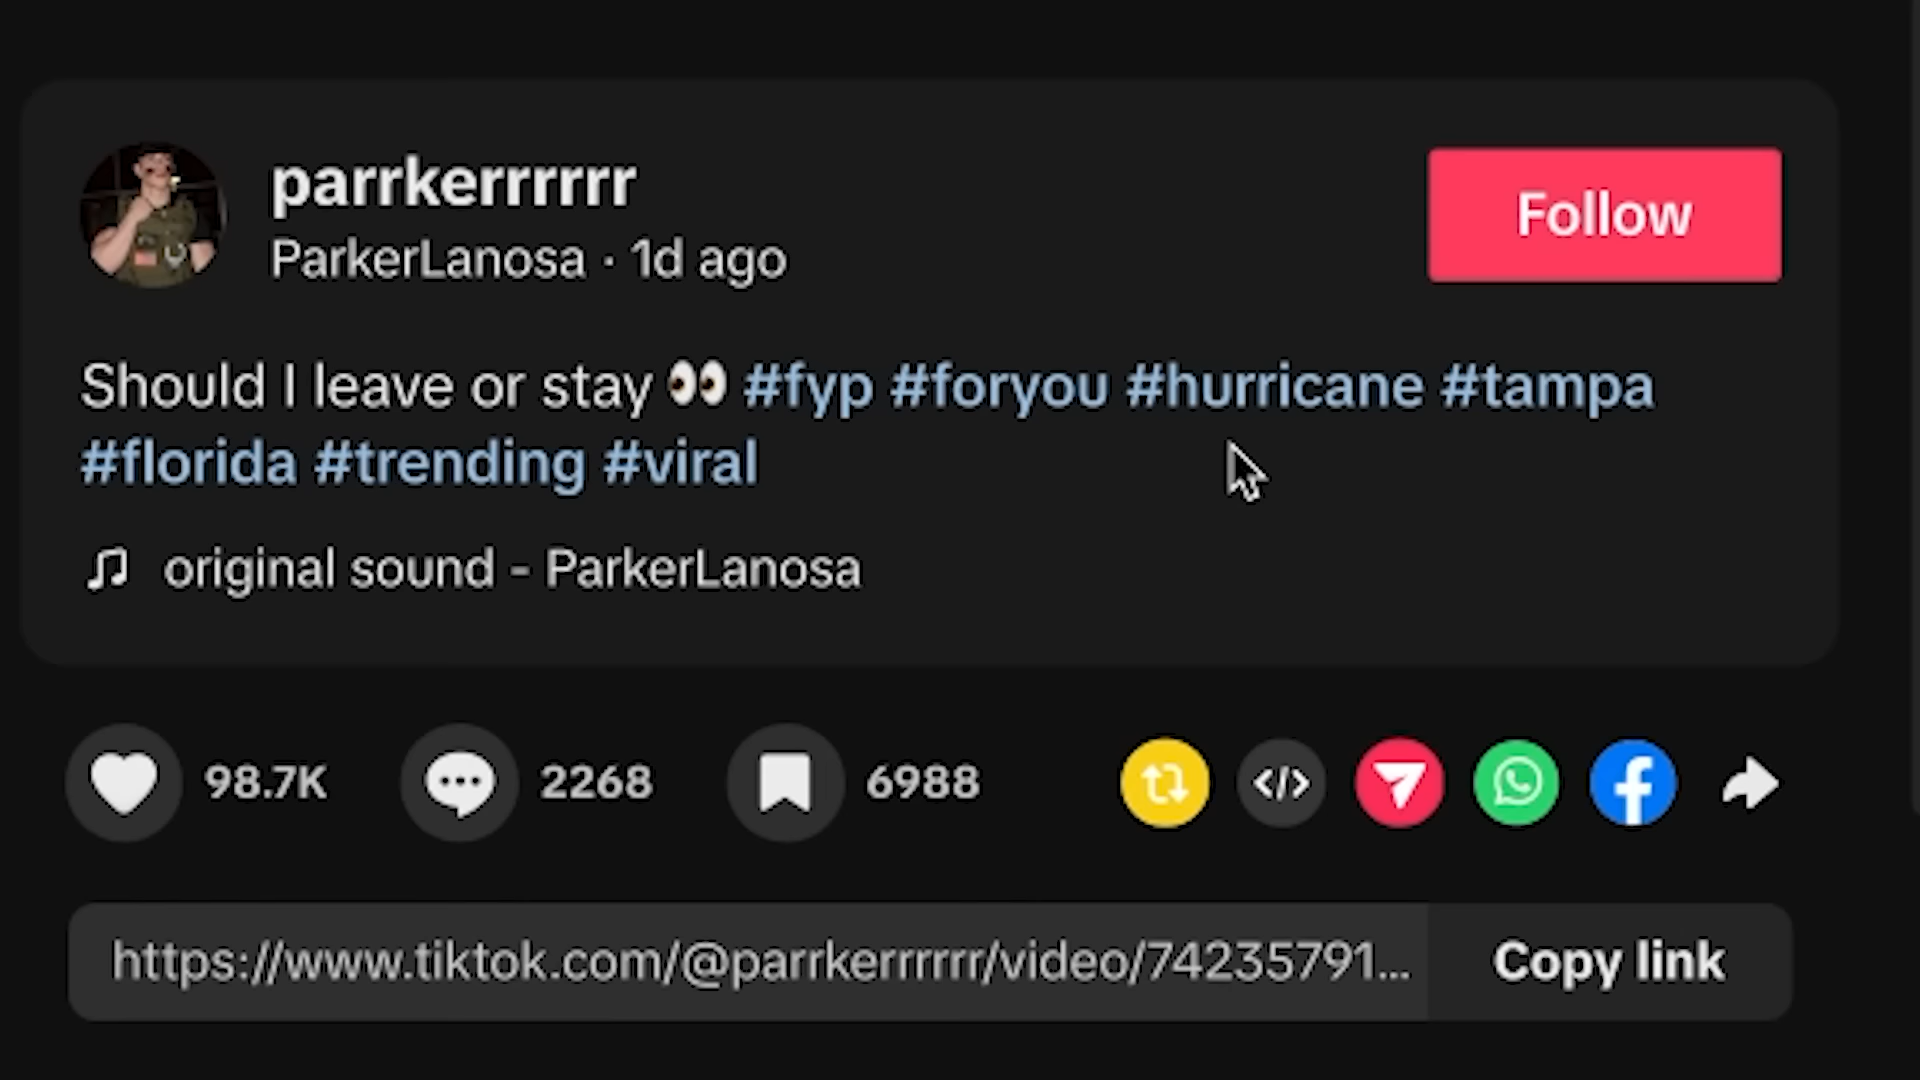 parrkerrrrrr
ParkerLanosa · 1d ago
Follow
Should I leave or stay 👀 #fyp #foryou #hurricane #tampa
#florida #trending #viral
original sound - ParkerLanosa
98.7K
2268
6988
https://www.tiktok.com/@parrkerrrrrr/video/74235791...
Copy link